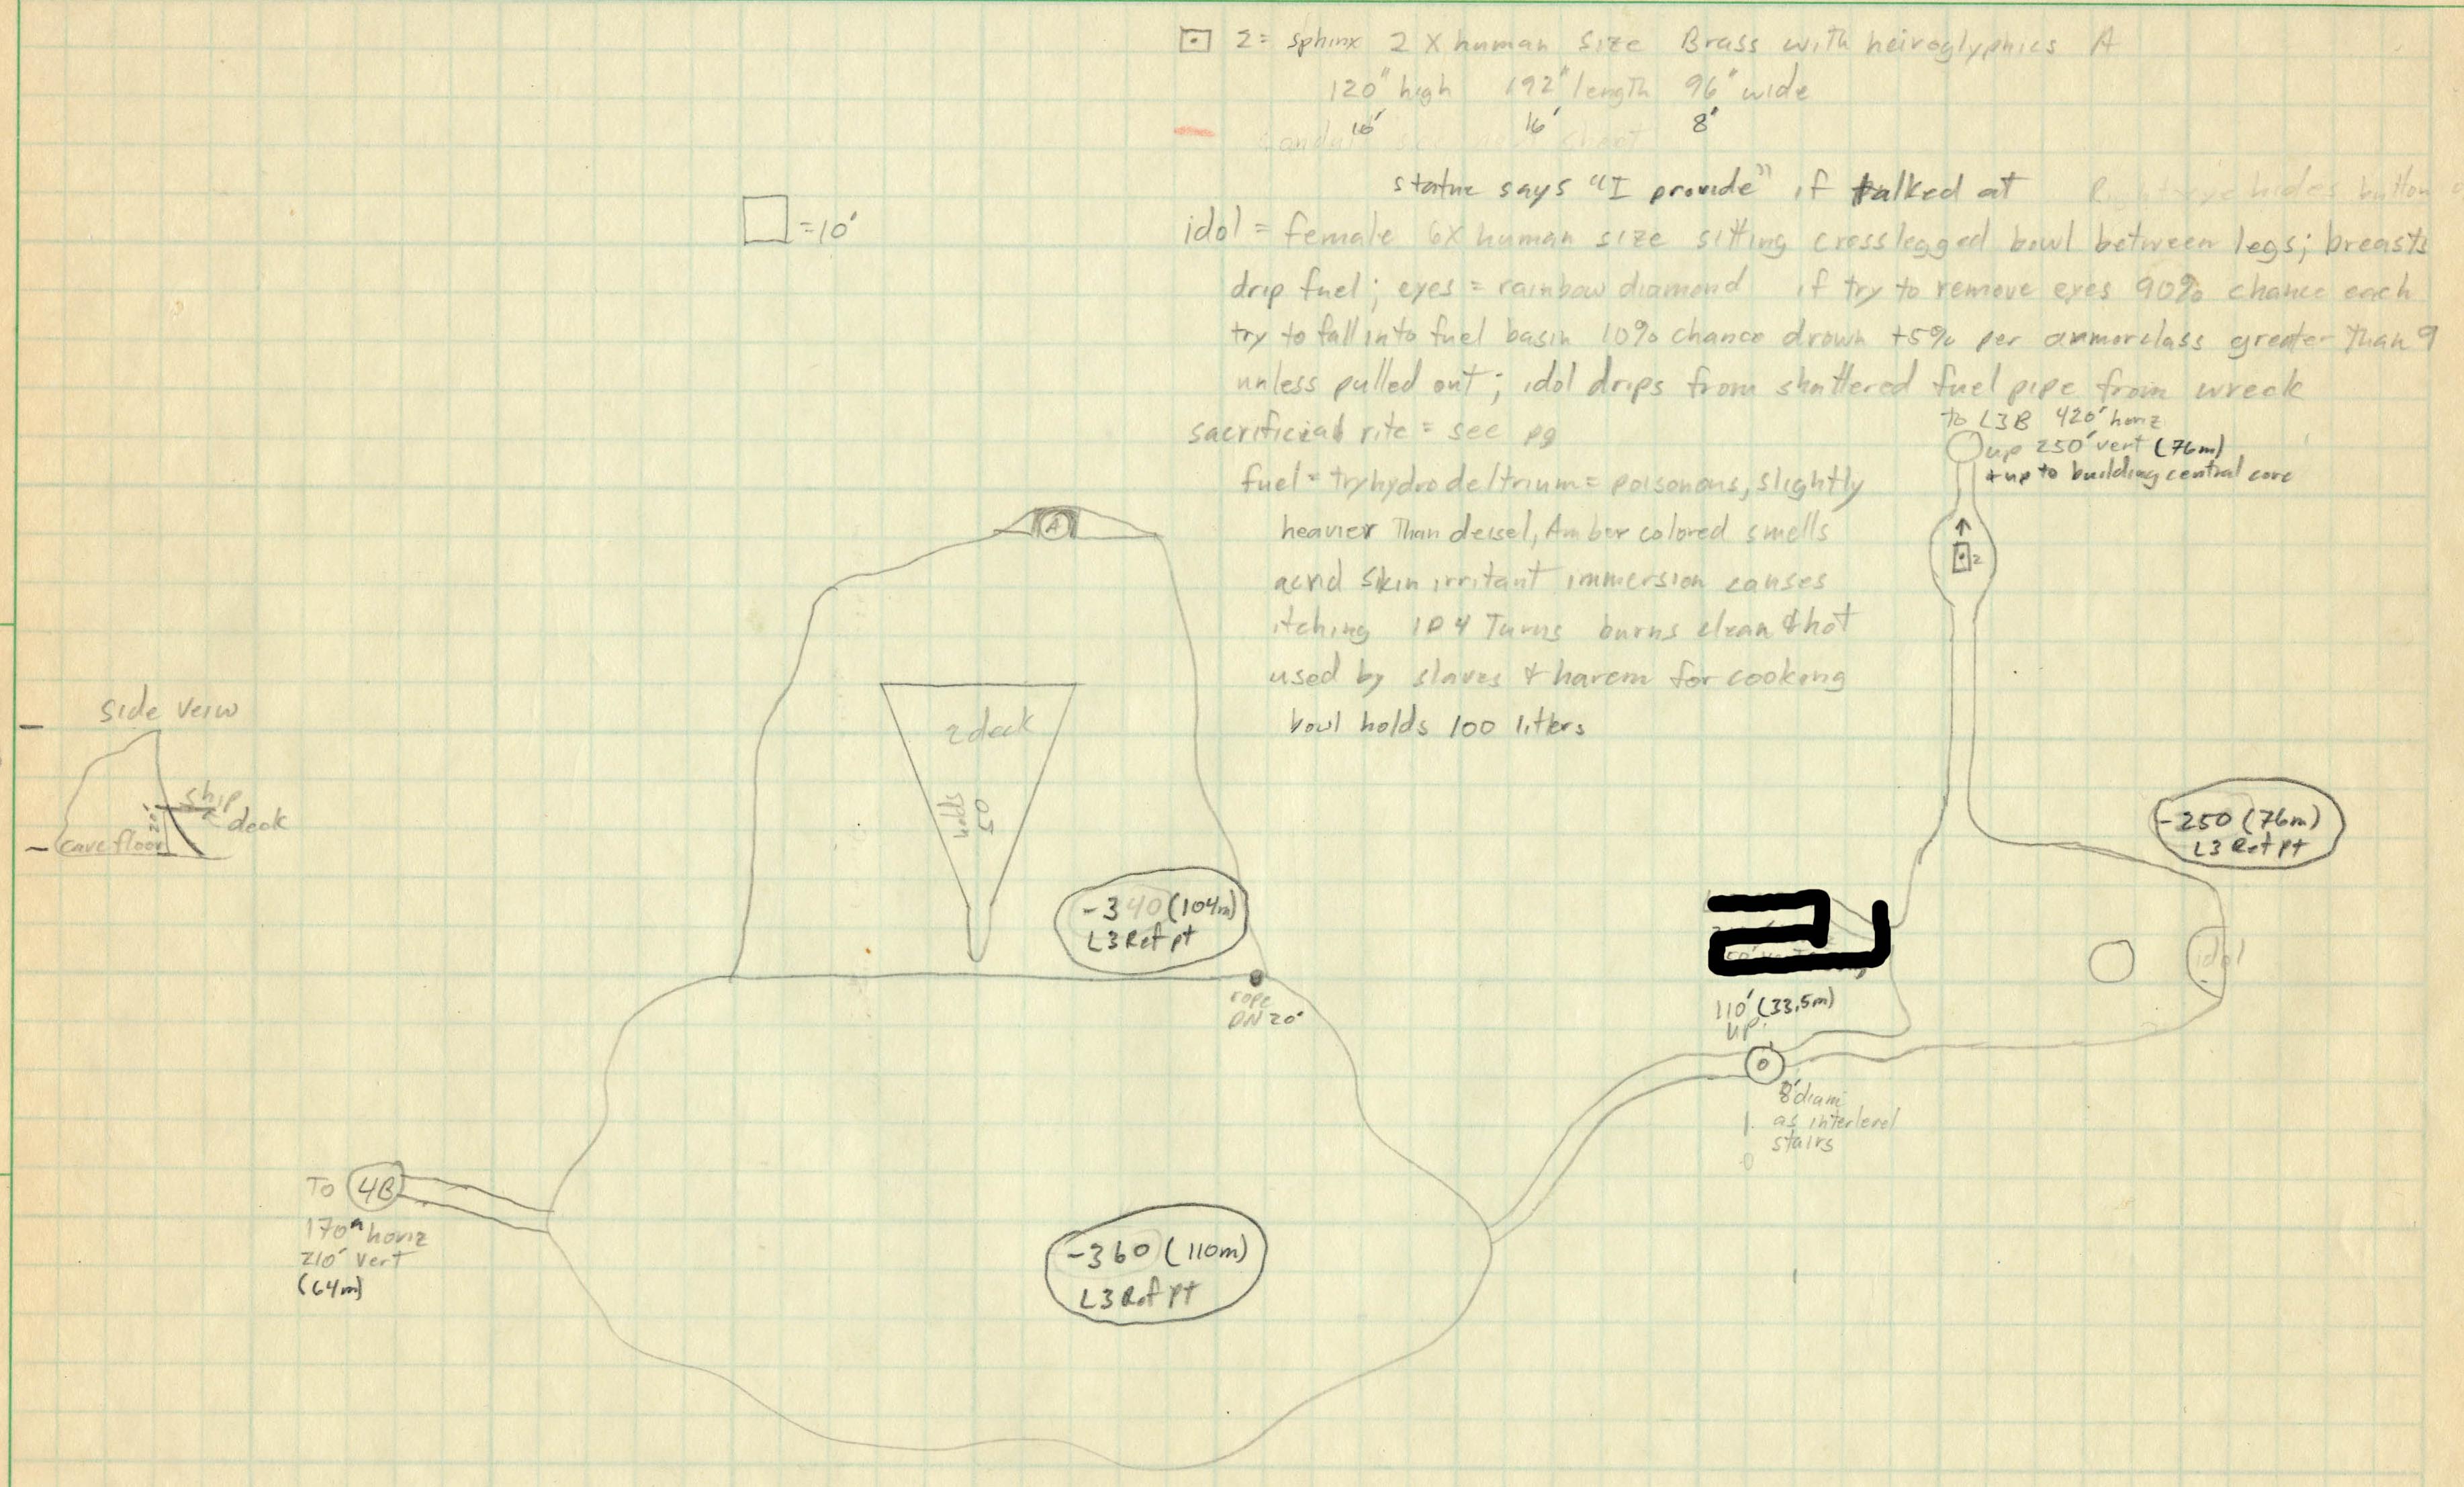 2 = sphinx 2 X human size Brass with heiroglyphics A
120" high 192" length 96" wide
10' 16' 8'
sheet
statue says "I provide" if talked at hides button
□ = 10'
idol = female 6X human size sitting crosslegged bowl between legs; breasts
drip fuel; eyes = rainbow diamond if try to remove eyes 90% chance each
try to fall into fuel basin 10% chance drown +5% per armorclass greater than 9
unless pulled out; idol drips from shattered fuel pipe from wreck
sacrificial rite = see pg
fuel = tryhydrodeltrium = poisonous, slightly
heavier Than deisel, Amber colored smells
acrid skin irritant immersion causes
itching 1D4 Turns burns clean & hot
used by slaves & harem for cooking
bowl holds 100 liters
to L3B 420' horiz
up 250' vert (76m)
+ up to building central core
A
2
side veiw
ship
deck
20'
cave floor
2 deck
holds
50
-340 (104m)
L3 Ref pt
rope
DN 20'
-250 (76m)
L3 Ref pt
idol
110' (33.5m)
up
8' diam
as interlevel
stairs
To 4B
170" horiz
210' vert
(64m)
-360 (110m)
L3 Ref pt